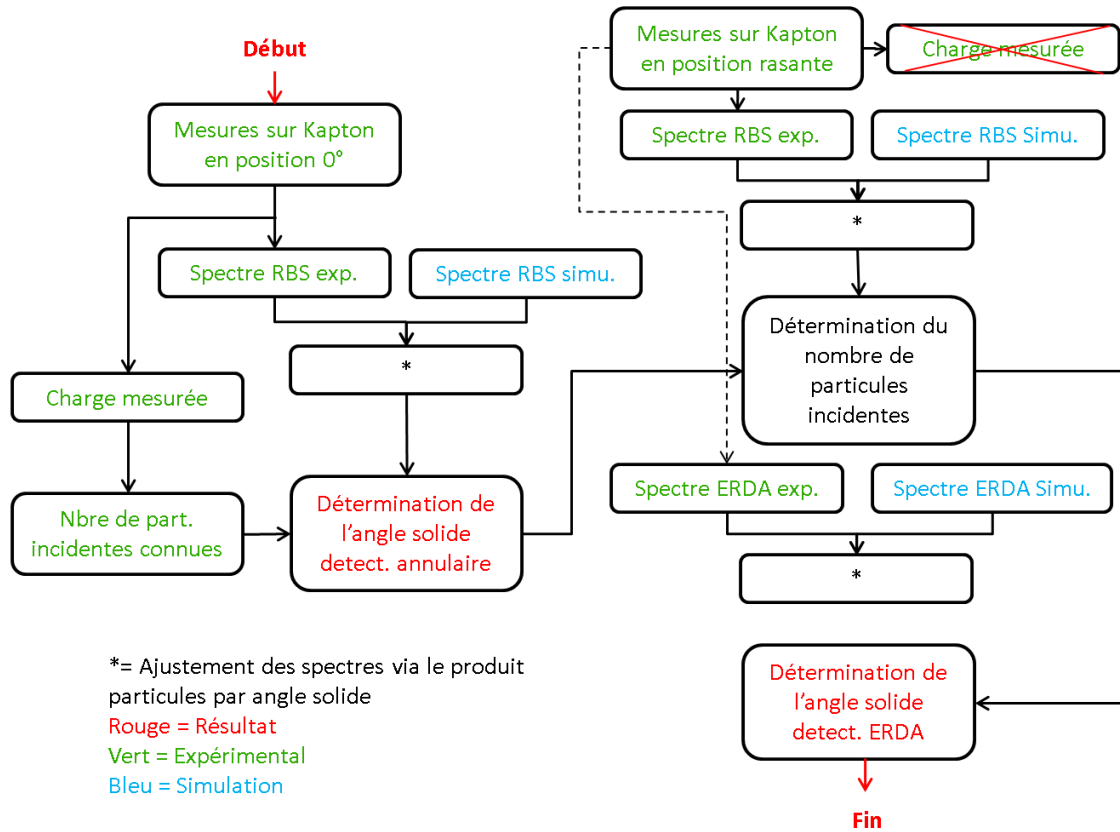 Début
Mesures sur Kapton
en position 0°
Spectre RBS exp.
Spectre RBS simu.
*
Charge mesurée
Nbre de part.
incidentes connues
Détermination de
l'angle solide
detect. annulaire
Mesures sur Kapton
en position rasante
Charge mesurée
Spectre RBS exp.
Spectre RBS Simu.
*
Détermination du
nombre de
particules
incidentes
Spectre ERDA exp.
Spectre ERDA Simu.
*
Détermination de
l'angle solide
detect. ERDA
Fin
*= Ajustement des spectres via le produit
particules par angle solide
Rouge = Résultat
Vert = Expérimental
Bleu = Simulation